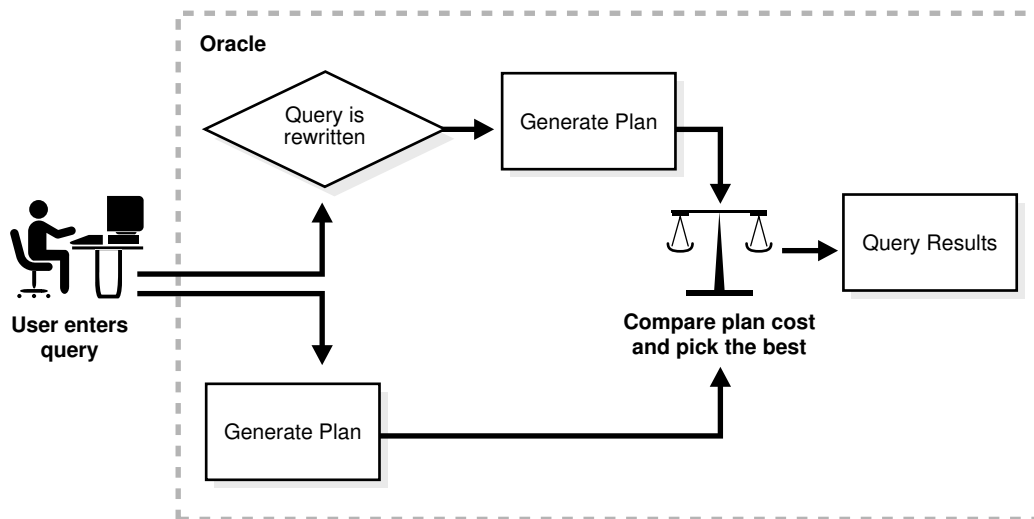 Oracle
Query is
rewritten
Generate Plan
Query Results
User enters
query
Compare plan cost
and pick the best
Generate Plan